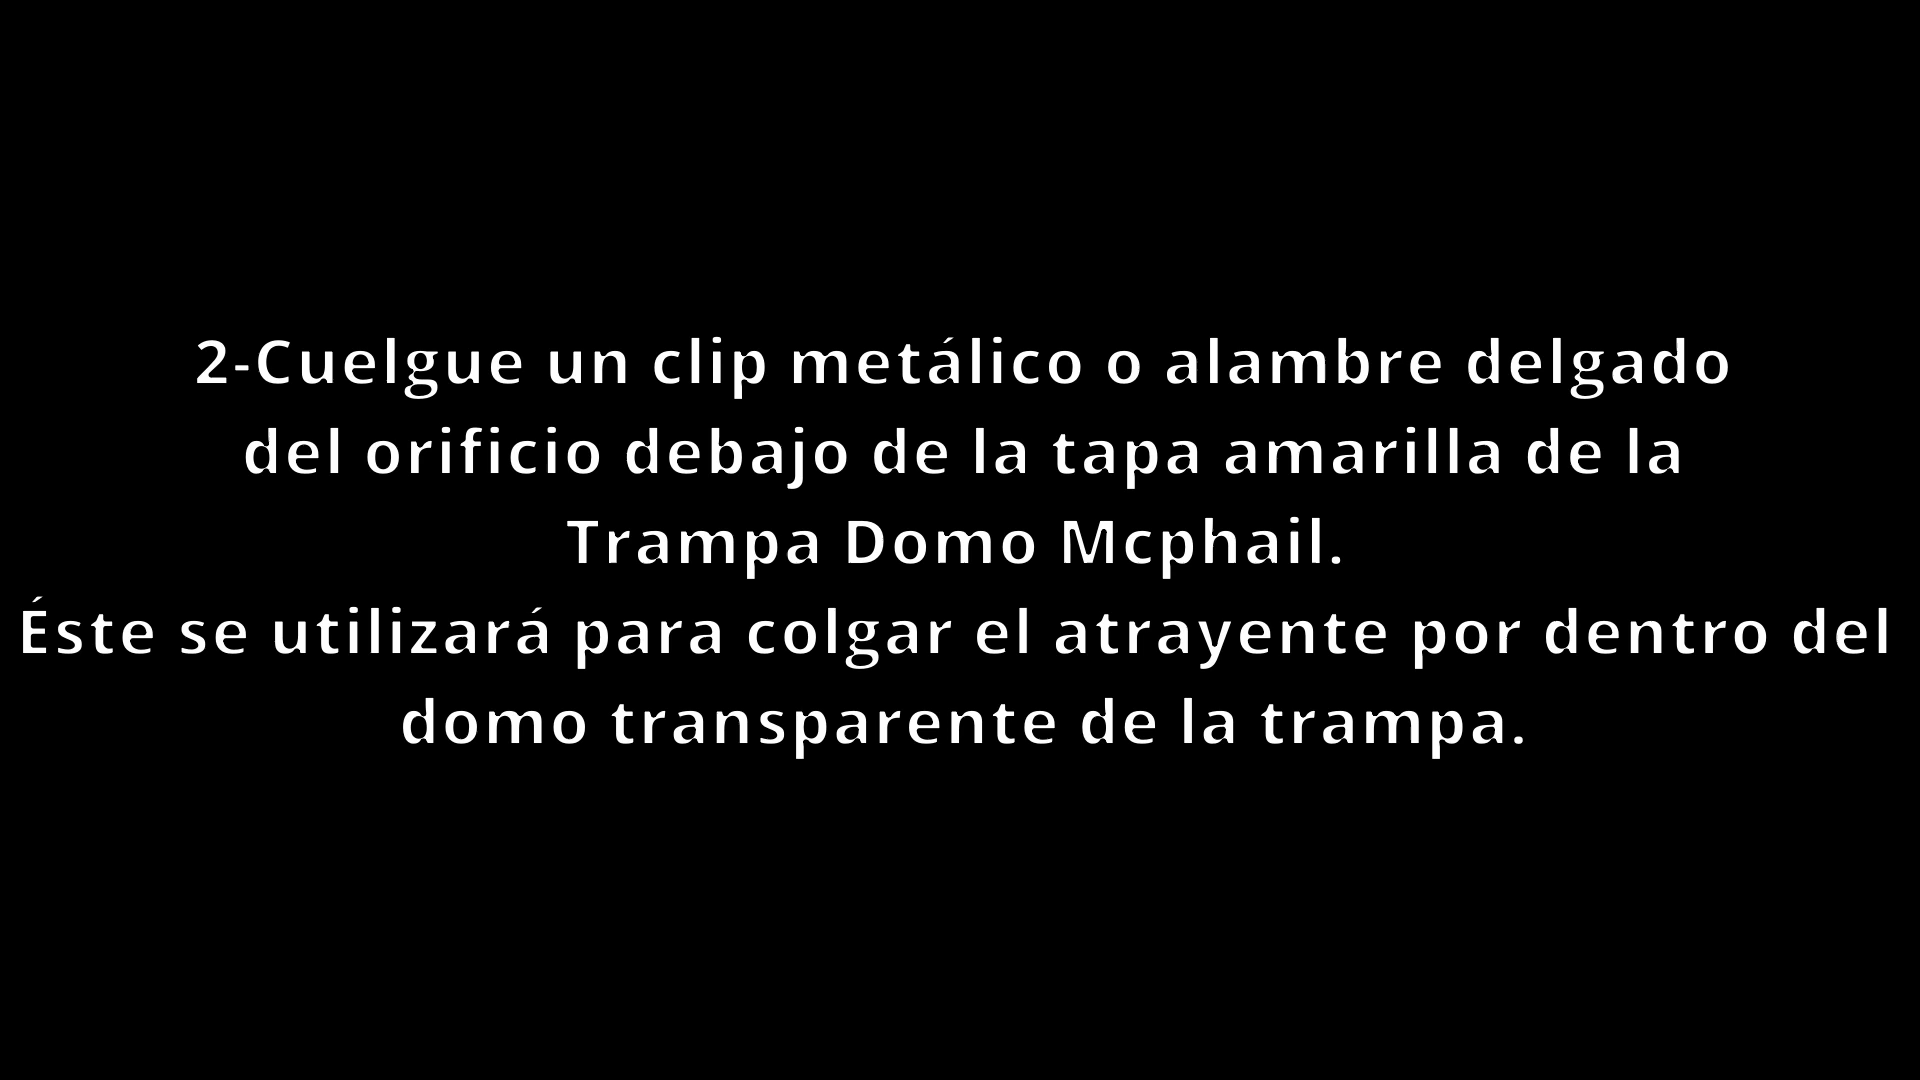 2-Cuelgue un clip metálico o alambre delgado
del orificio debajo de la tapa amarilla de la
Trampa Domo Mcphail.
Éste se utilizará para colgar el atrayente por dentro del
domo transparente de la trampa.